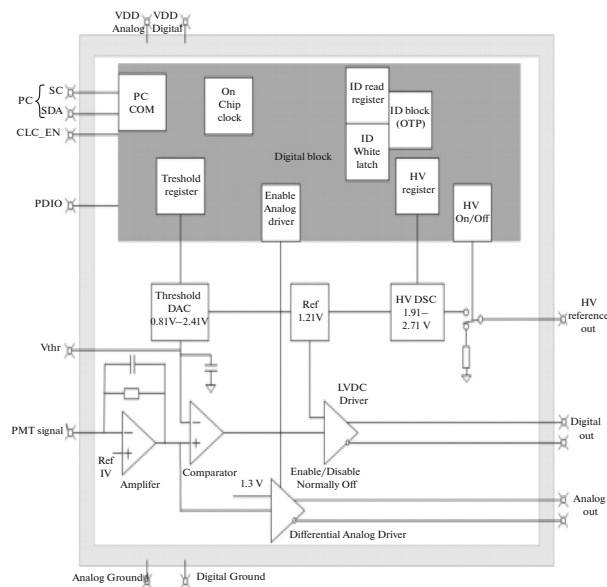 VDD VDD
Analog Digital
SC
PC
SDA
CLC_EN
PDIO
PC
COM
On
Chip
clock
ID read
register
ID block
(OTP)
ID
White
latch
Digital block
Treshold
register
Enable
Analog
driver
HV
register
HV
On/Off
Threshold
DAC
0.81V–2.41V
Ref
1.21V
HV DSC
1.91–
2.71 V
HV
reference
out
Vthr
PMT signal
Ref
IV
Amplifer
Comparator
LVDC
Driver
Enable/Disable
Normally Off
Digital
out
1.3 V
Differential Analog Driver
Analog
out
Analog Ground
Digital Ground